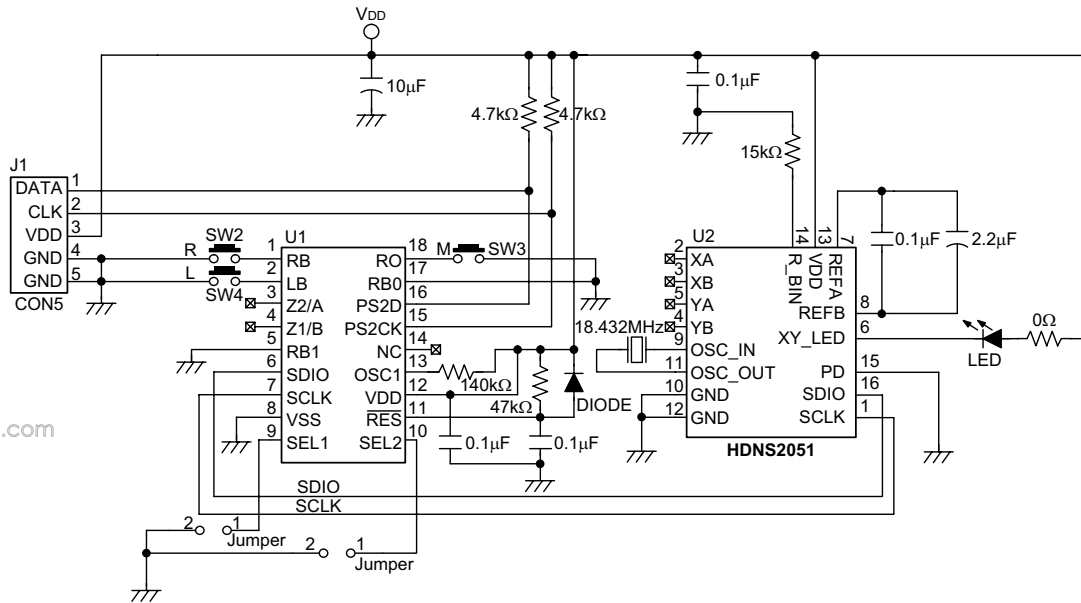 VDD
10µF
0.1µF
4.7kΩ
4.7kΩ
15kΩ
J1
DATA 1
CLK 2
VDD 3
GND 4
GND 5
CON5
R
SW2
L
SW4
U1
1 RB
2 LB
3 Z2/A
4 Z1/B
5 RB1
6 SDIO
7 SCLK
8 VSS
9 SEL1
RO 18
RB0 17
PS2D 16
PS2CK 15
NC 14
OSC1 13
VDD 12
RES 11
SEL2 10
M
SW3
140kΩ
47kΩ
DIODE
0.1µF
0.1µF
18.432MHz
U2
2 XA
3 XB
5 YA
4 YB
9 OSC_IN
11 OSC_OUT
10 GND
12 GND
14 R_BIN
13 VDD
7 REFA
REFB 8
XY_LED 6
PD 15
SDIO 16
SCLK 1
HDNS2051
0.1µF
2.2µF
LED
0Ω
.com
SDIO
SCLK
2 1
Jumper
2 1
Jumper